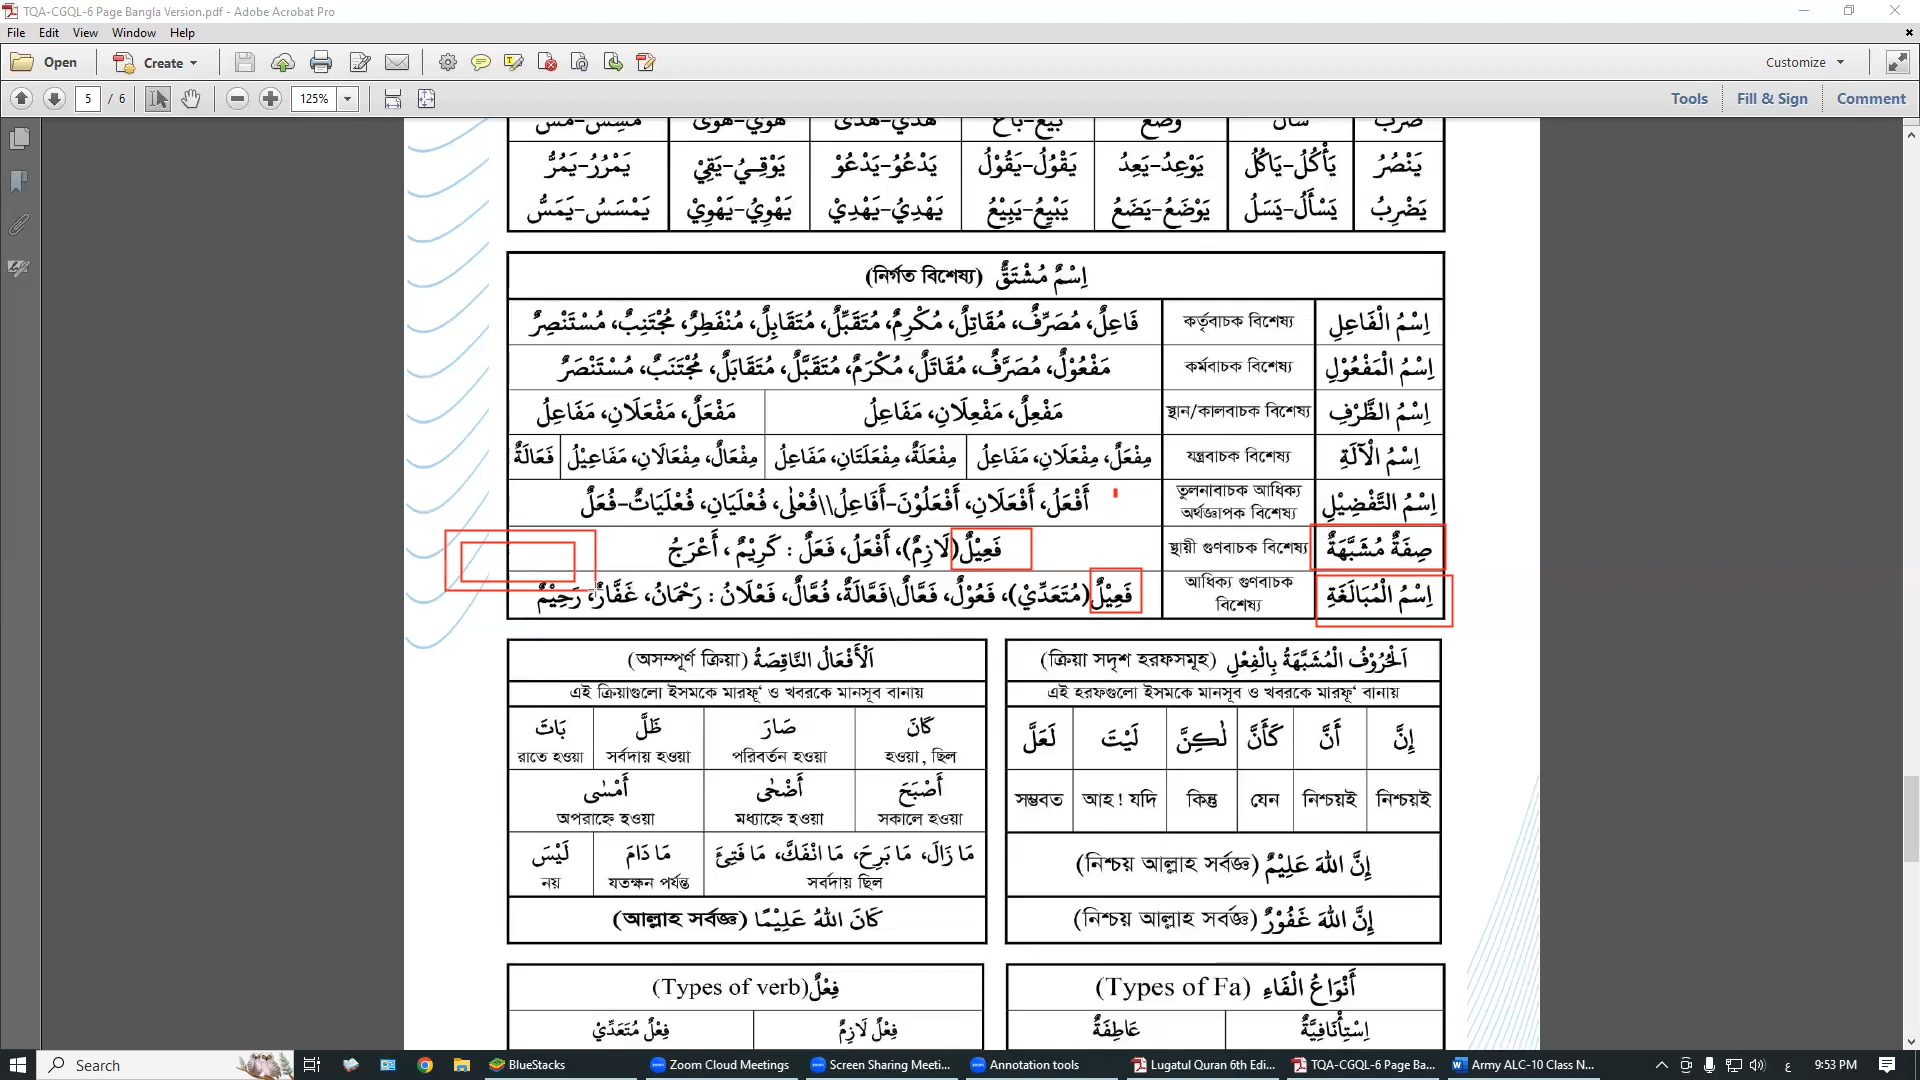 TQA-CGQL-6 Page Bangla Version.pdf - Adobe Acrobat Pro
File Edit View Window Help
Open Create Customize
5 / 6 125% Tools Fill & Sign Comment
يَنْصُرُ يَأْكُلُ-يَاكُلُ يَوْعِدُ-يَعِدُ يَقْوُلُ-يَقُوْلُ يَدْعُوُ-يَدْعُوْ يَوْقِيُ-يَقِيْ يَمْرُرُ-يَمُرُّ
يَضْرِبُ يَسْأَلُ-يَسَلُ يَوْضَعُ-يَضَعُ يَبْيِعُ-يَبِيْعُ يَهْدِيُ-يَهْدِيْ يَهْوِيُ-يَهْوِيْ يَمْسَسُ-يَمَسُّ
اِسْمٌ مُشْتَقٌّ (নির্গত বিশেষ্য)
اِسْمُ الْفَاعِلِ কর্তৃবাচক বিশেষ্য فَاعِلٌ، مُصَرِّفٌ، مُقَاتِلٌ، مُكْرِمٌ، مُتَقَبِّلٌ، مُتَقَابِلٌ، مُنْفَطِرٌ، مُجْتَنِبٌ، مُسْتَنْصِرٌ
اِسْمُ الْمَفْعُوْلِ কর্মবাচক বিশেষ্য مَفْعُوْلٌ، مُصَرَّفٌ، مُقَاتَلٌ، مُكْرَمٌ، مُتَقَبَّلٌ، مُتَقَابَلٌ، مُجْتَنَبٌ، مُسْتَنْصَرٌ
اِسْمُ الظَّرْفِ স্থান/কালবাচক বিশেষ্য مَفْعِلٌ، مَفْعِلَانِ، مَفَاعِلُ مَفْعَلٌ، مَفْعَلَانِ، مَفَاعِلُ
اِسْمُ الْآلَةِ যন্ত্রবাচক বিশেষ্য مِفْعَلٌ، مِفْعَلَانِ، مَفَاعِلُ مِفْعَلَةٌ، مِفْعَلَتَانِ، مَفَاعِلُ مِفْعَالٌ، مِفْعَالَانِ، مَفَاعِيْلُ فَعَالَةٌ
اِسْمُ التَّفْضِيْلِ তুলনাবাচক আধিক্য অর্থজ্ঞাপক বিশেষ্য أَفْعَلُ، أَفْعَلَانِ، أَفْعَلُوْنَ-أَفَاعِلُ\\فُعْلٰى، فُعْلَيَانِ، فُعْلَيَاتٌ-فُعَلٌ
صِفَةٌ مُشَبَّهَةٌ স্থায়ী গুণবাচক বিশেষ্য فَعِيْلٌ(لَازِمٌ)، أَفْعَلُ، فَعَلٌ : كَرِيْمٌ ، أَعْرَجُ
اِسْمُ الْمُبَالَغَةِ আধিক্য গুণবাচক বিশেষ্য فَعِيْلٌ(مُتَعَدِّيْ)، فَعُوْلٌ، فَعَّالٌ\فَعَّالَةٌ، فُعَّالٌ، فَعْلَانُ : رَحْمَانُ، غَفَّارٌ، رَحِيْمٌ
اَلْحُرُوْفُ الْمُشَبَّهَةُ بِالْفِعْلِ (ক্রিয়া সদৃশ হরফসমূহ)
এই হরফগুলো ইসমকে মানসূব ও খবরকে মারফূ‘ বানায়
إِنَّ أَنَّ كَأَنَّ لٰكِنَّ لَيْتَ لَعَلَّ
নিশ্চয়ই নিশ্চয়ই যেন কিন্তু আহ! যদি সম্ভবত
إِنَّ اللهَ عَلِيْمٌ (নিশ্চয় আল্লাহ সর্বজ্ঞ)
إِنَّ اللهَ غَفُوْرٌ (নিশ্চয় আল্লাহ সর্বজ্ঞ)
اَلْأَفْعَالُ النَّاقِصَةُ (অসম্পূর্ণ ক্রিয়া)
এই ক্রিয়াগুলো ইসমকে মারফূ‘ ও খবরকে মানসূব বানায়
كَانَ صَارَ ظَلَّ بَاتَ
হওয়া, ছিল পরিবর্তন হওয়া সর্বদায় হওয়া রাতে হওয়া
أَصْبَحَ أَضْحٰى أَمْسٰى
সকালে হওয়া মধ্যাহ্নে হওয়া অপরাহ্নে হওয়া
مَا زَالَ، مَا بَرِحَ، مَا انْفَكَّ، مَا فَتِئَ مَا دَامَ لَيْسَ
সর্বদায় ছিল যতক্ষন পর্যন্ত নয়
كَانَ اللهُ عَلِيْمًا (আল্লাহ সর্বজ্ঞ)
أَنْوَاعُ الْفَاءِ (Types of Fa)
اِسْتِأْنَافِيَّةٌ عَاطِفَةٌ
فِعْلٌ(Types of verb)
فِعْلٌ لَازِمٌ فِعْلٌ مُتَعَدِّيْ
Search BlueStacks Zoom Cloud Meetings Screen Sharing Meeti... Annotation tools Lugatul Quran 6th Edi... TQA-CGQL-6 Page Ba... Army ALC-10 Class N... ع 9:53 PM